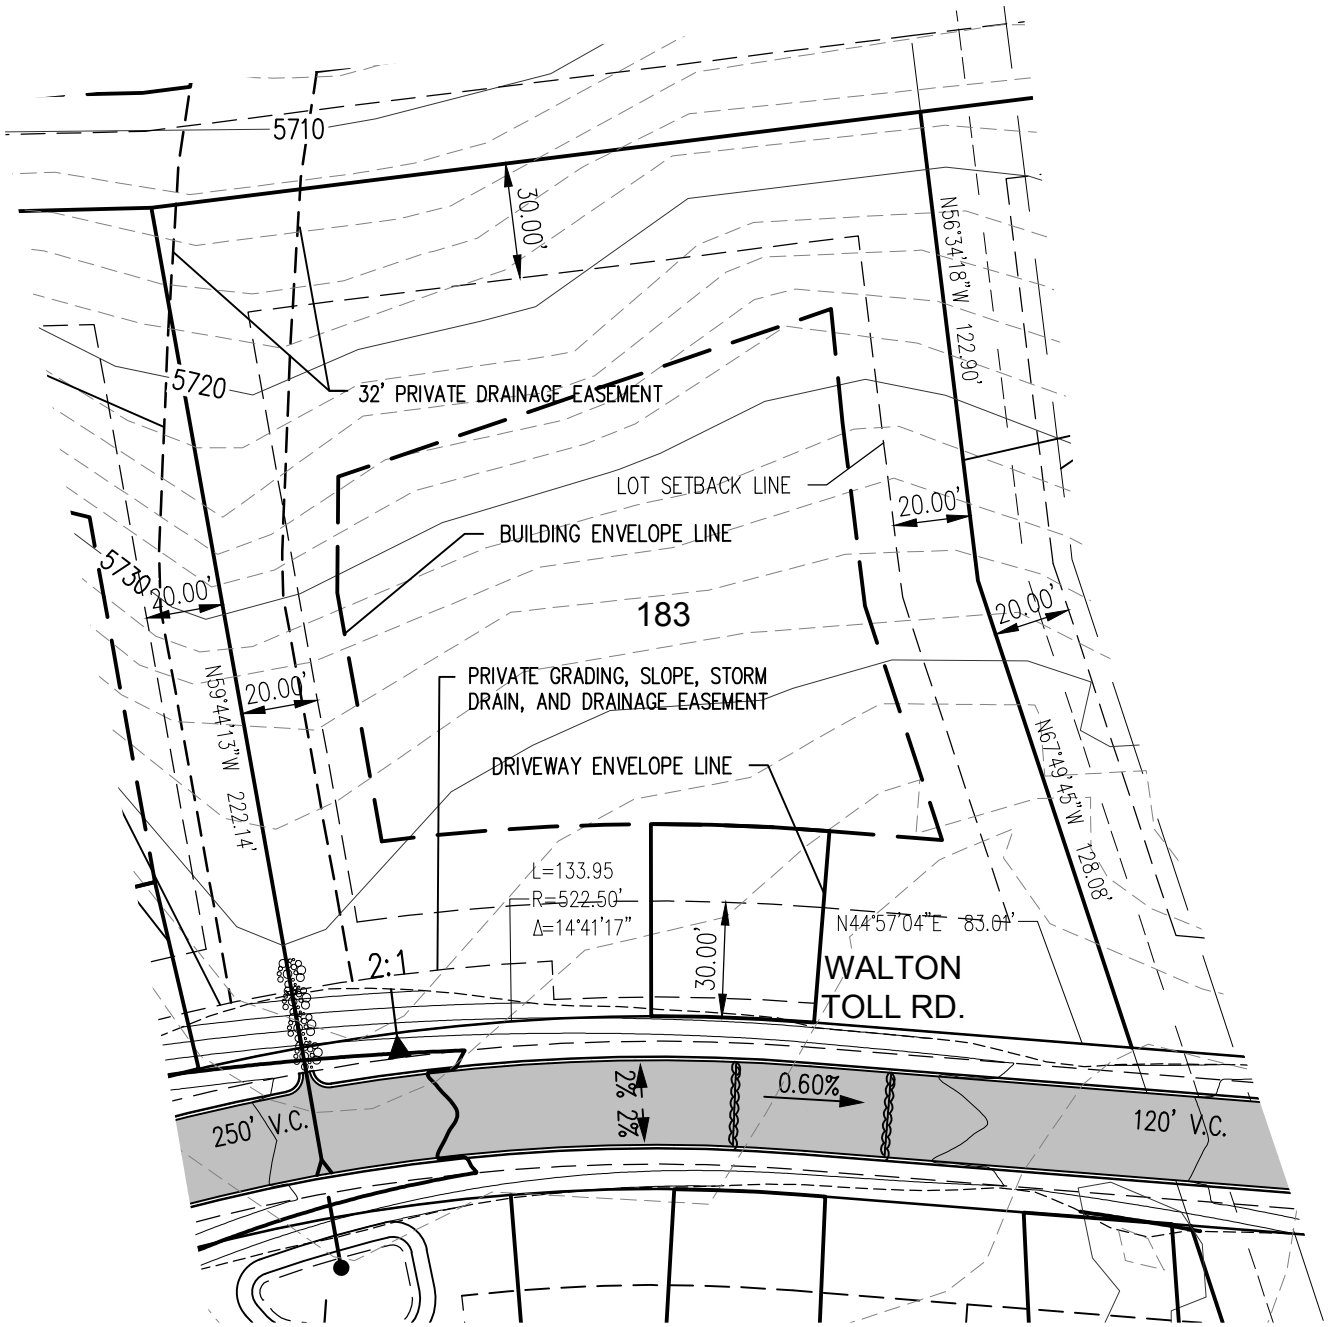 5710
30.00'
N56°34'18"W 122.90'
5720
32' PRIVATE DRAINAGE EASEMENT
LOT SETBACK LINE
20.00'
BUILDING ENVELOPE LINE
5730
20.00'
183
20.00'
PRIVATE GRADING, SLOPE, STORM
DRAIN, AND DRAINAGE EASEMENT
20.00'
N59°44'13"W 222.14'
N67°49'45"W 128.08'
DRIVEWAY ENVELOPE LINE
L=133.95
R=522.50'
Δ=14°41'17"
N44°57'04"E 83.01'
30.00'
2:1
WALTON
TOLL RD.
2% 2%
0.60%
250' V.C.
120' V.C.